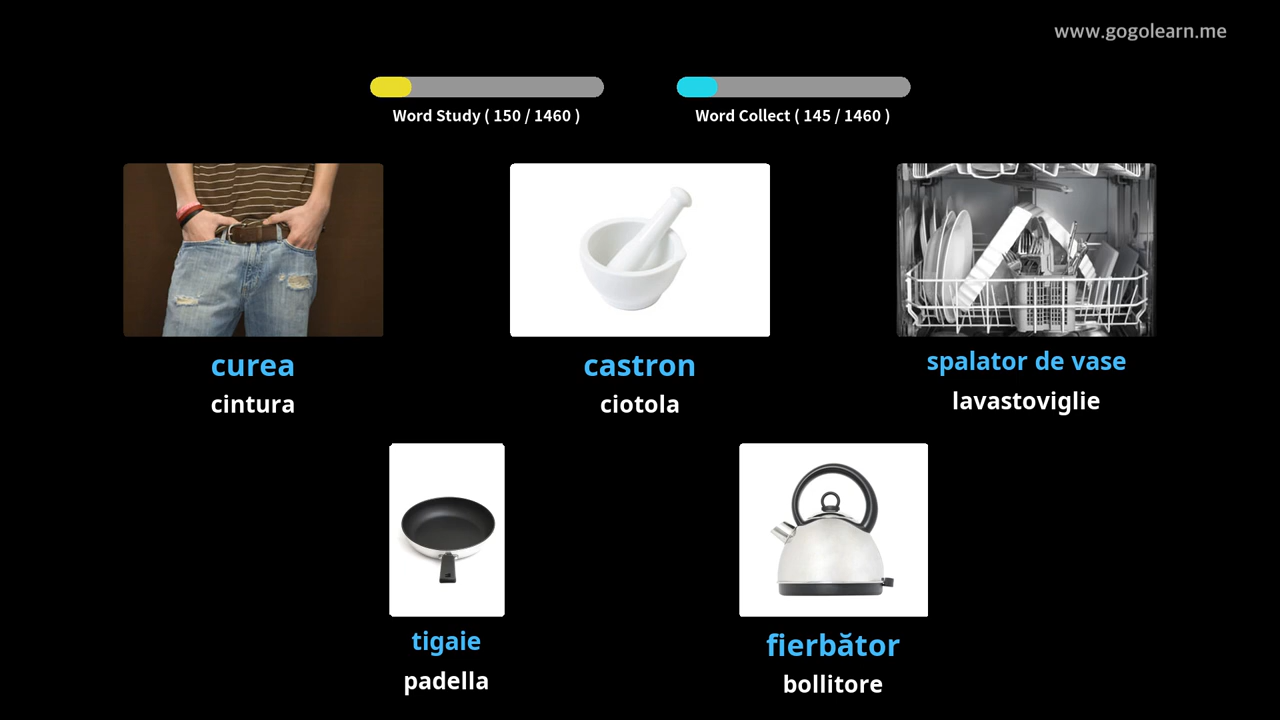 www.gogolearn.me
Word Study ( 150 / 1460 )
Word Collect ( 145 / 1460 )
curea
cintura
castron
ciotola
spalator de vase
lavastoviglie
tigaie
padella
fierbător
bollitore